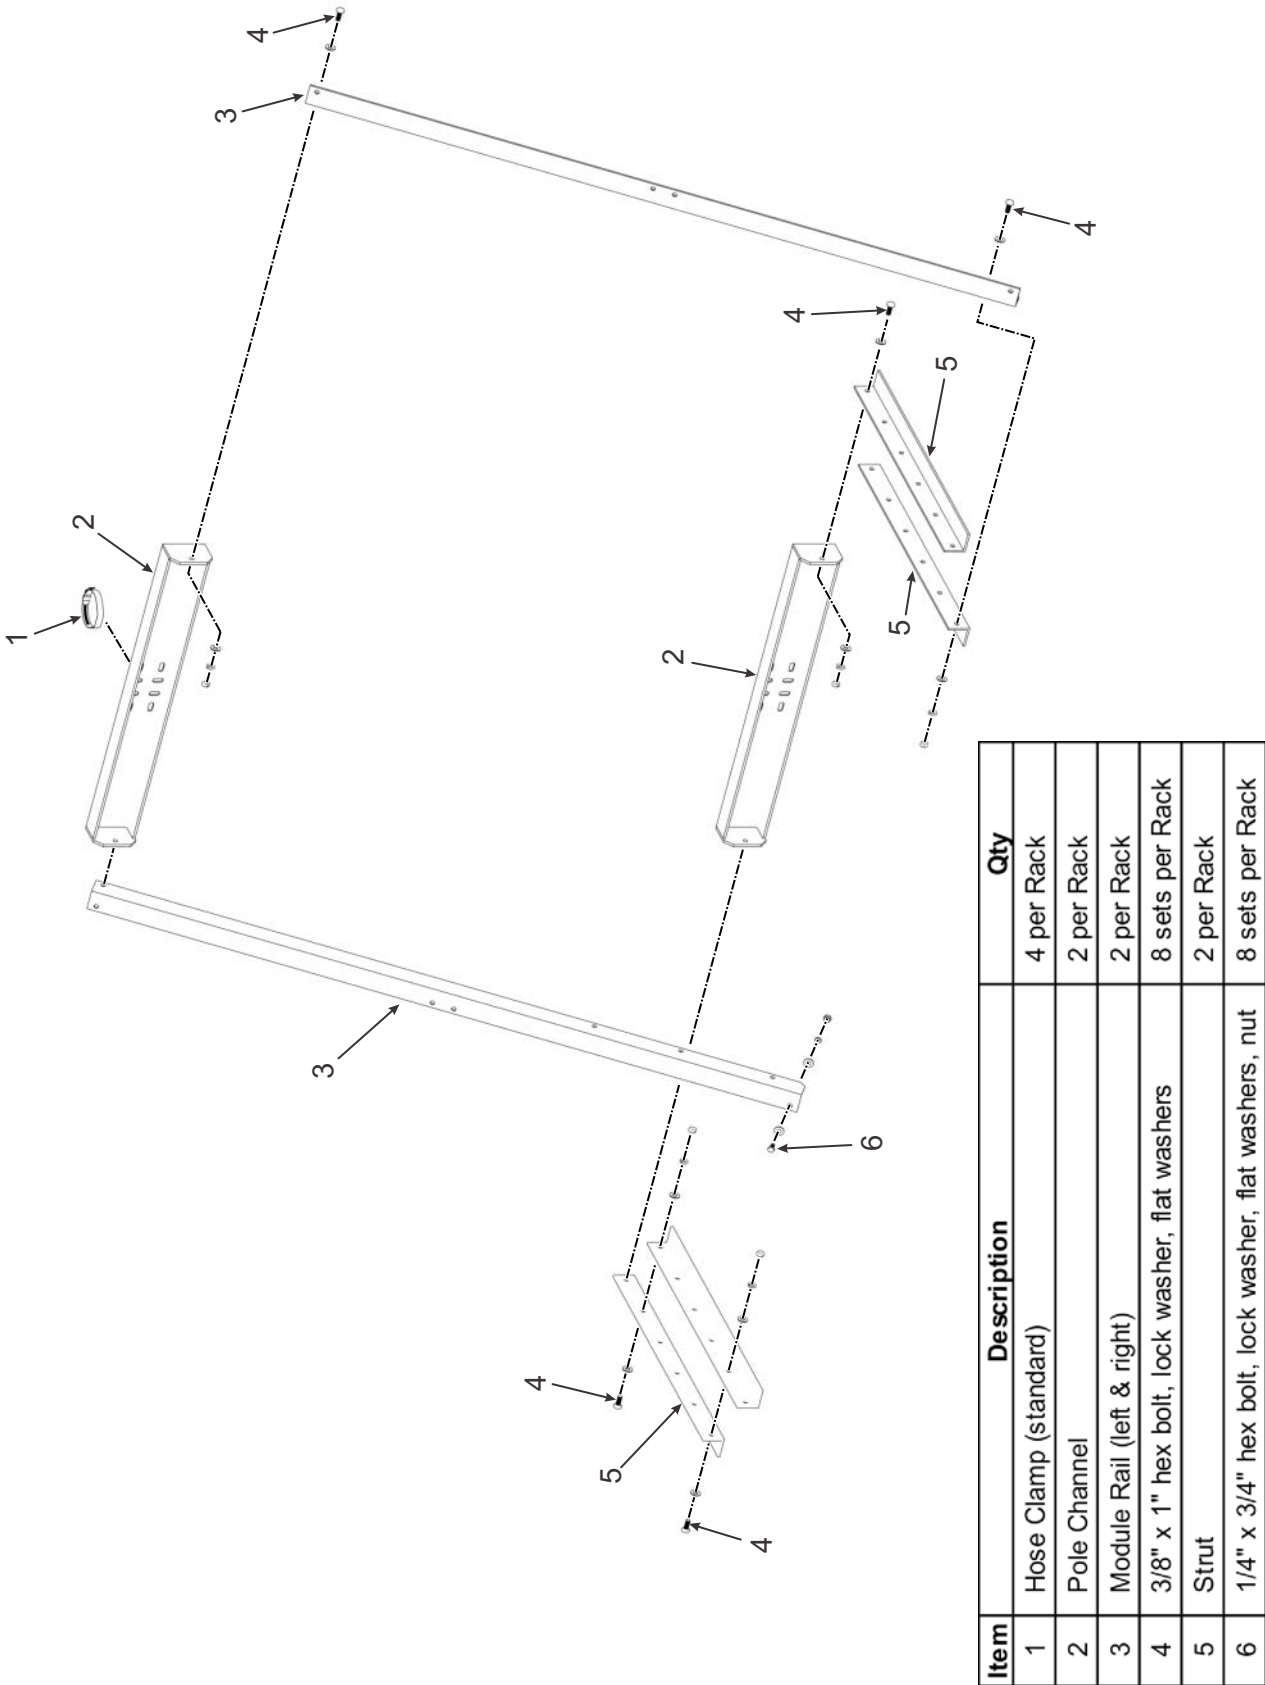 1
2
3
4
2
3
4
4
5
5
4
5
4
6
Item Description Qty
1 Hose Clamp (standard) 4 per Rack
2 Pole Channel 2 per Rack
3 Module Rail (left & right) 2 per Rack
4 3/8" x 1" hex bolt, lock washer, flat washers 8 sets per Rack
5 Strut 2 per Rack
6 1/4" x 3/4" hex bolt, lock washer, flat washers, nut 8 sets per Rack